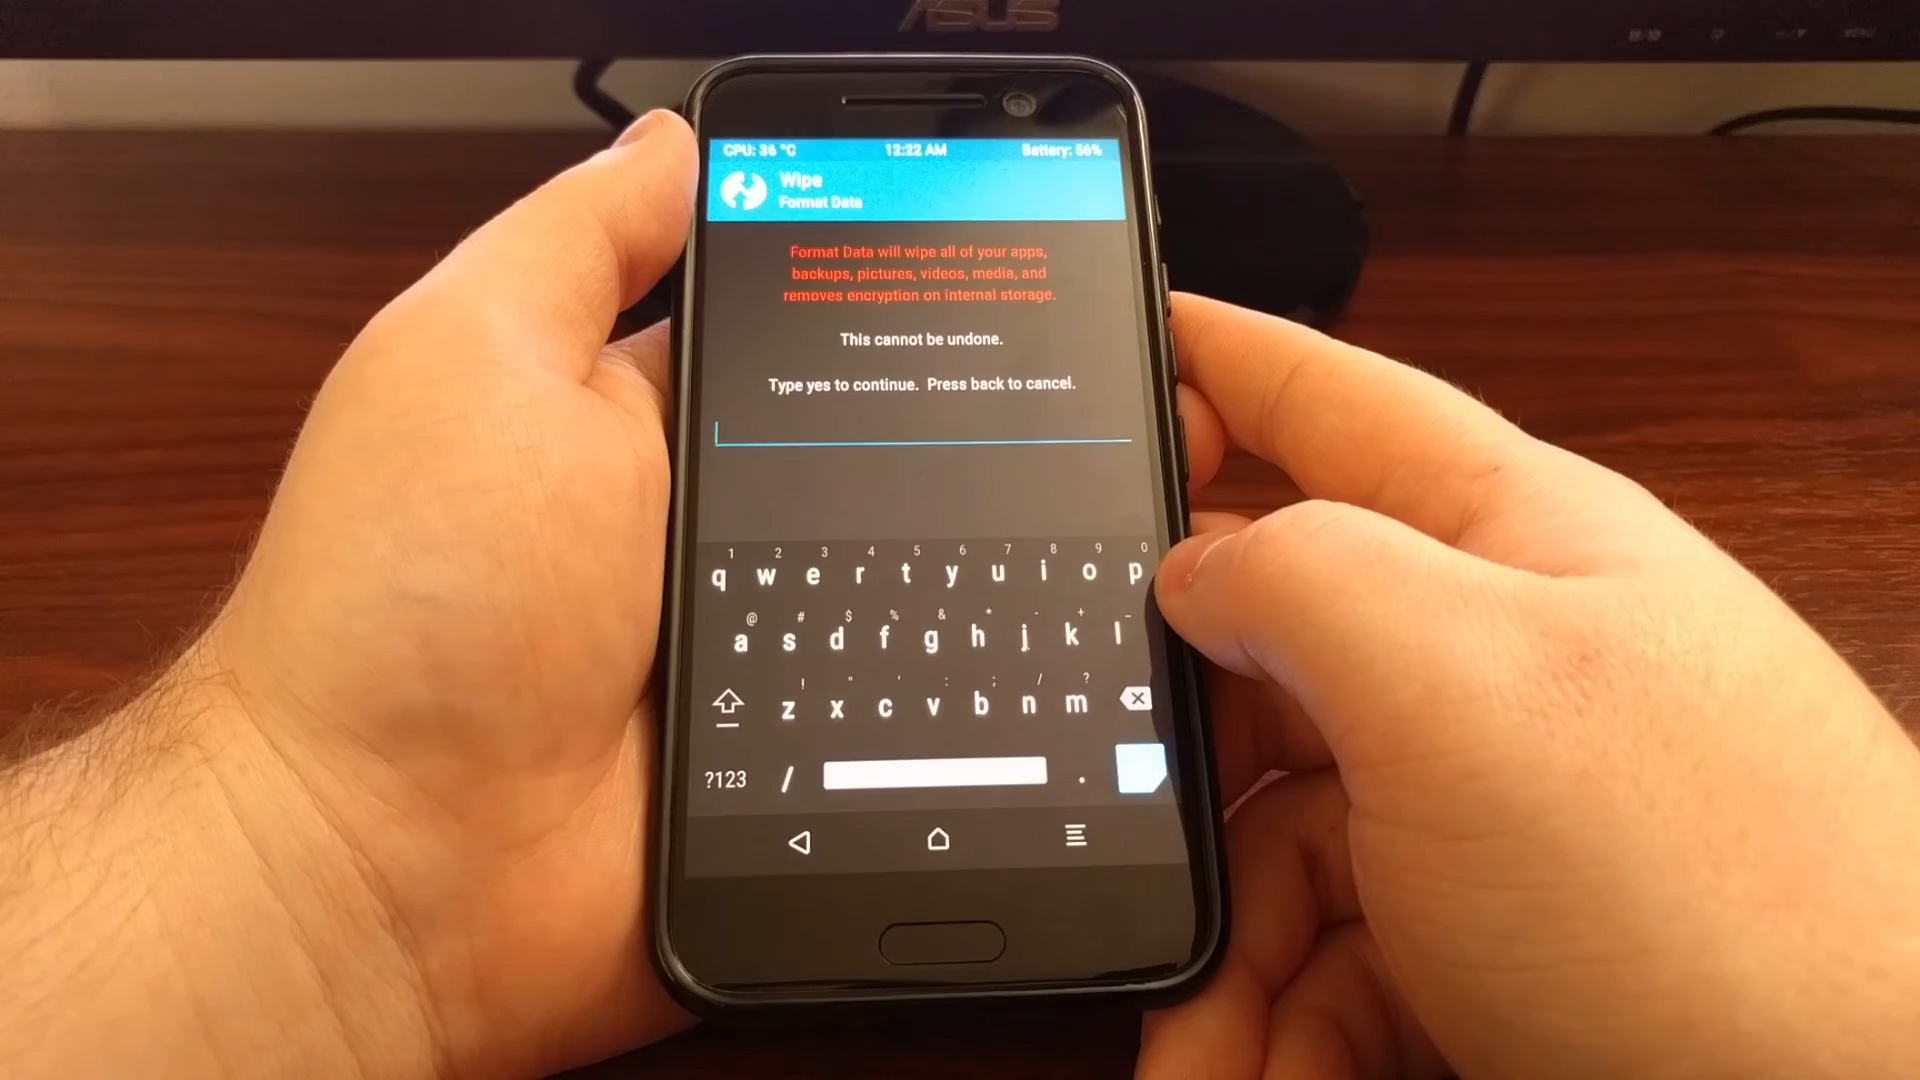 ASUS
CPU: 36 °C 12:22 AM Battery: 56%
Wipe
Format Data
Format Data will wipe all of your apps,
backups, pictures, videos, media, and
removes encryption on internal storage.
This cannot be undone.
Type yes to continue. Press back to cancel.
1 2 3 4 5 6 7 8 9 0
q w e r t y u i o p
@ # $ % & * - + _
a s d f g h j k l
! " ' : ; / ?
z x c v b n m
?123 / .